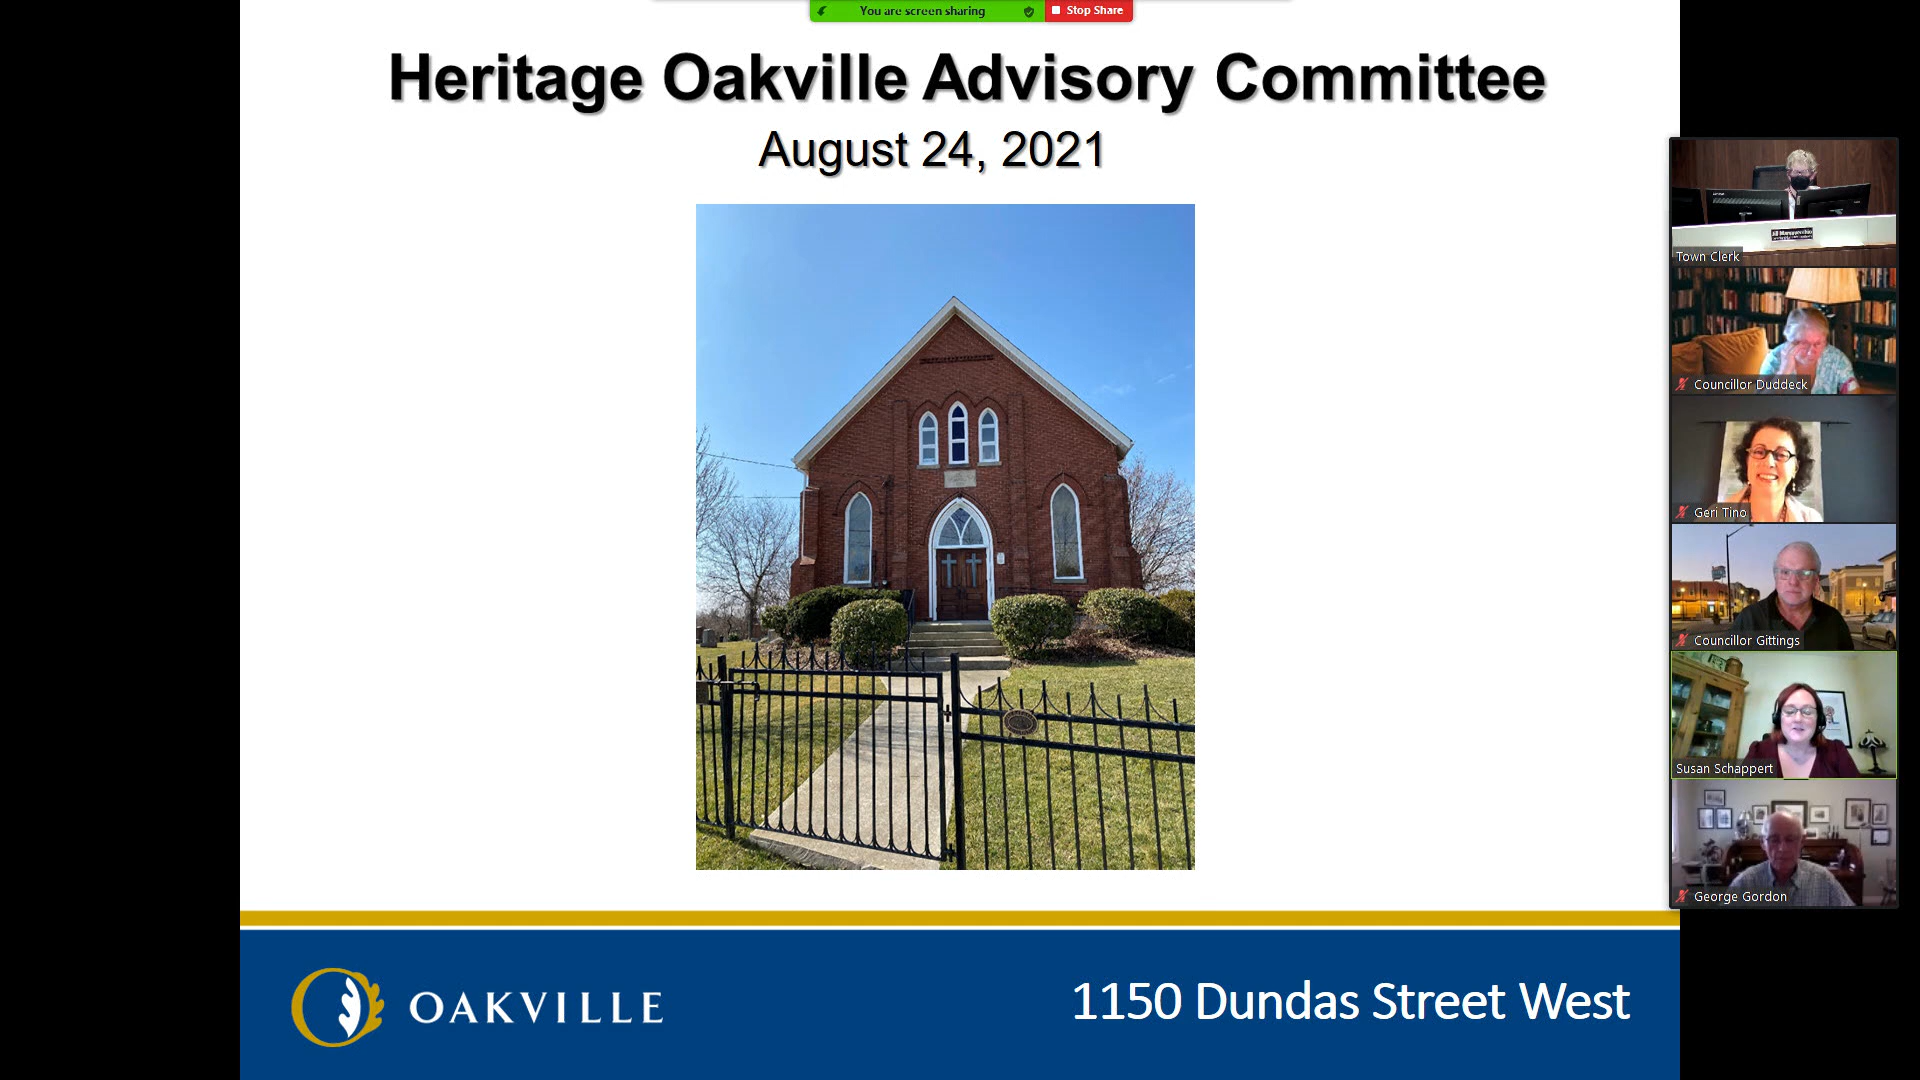 You are screen sharing
Stop Share
Heritage Oakville Advisory Committee
August 24, 2021
Town Clerk
Councillor Duddeck
Geri Tino
Councillor Gittings
Susan Schappert
George Gordon
OAKVILLE
1150 Dundas Street West